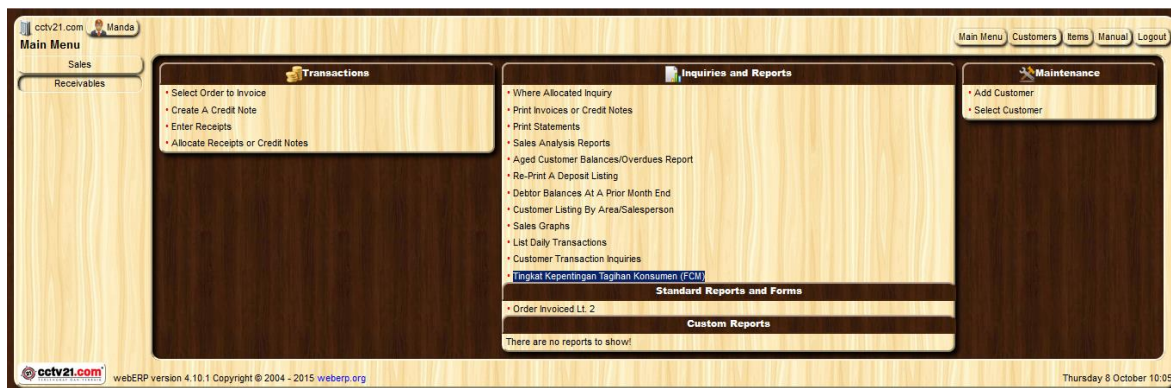 cctv21.com Manda
Main Menu
Main Menu Customers Items Manual Logout
Sales
Receivables
Transactions
Select Order to Invoice
Create A Credit Note
Enter Receipts
Allocate Receipts or Credit Notes
Inquiries and Reports
Where Allocated Inquiry
Print Invoices or Credit Notes
Print Statements
Sales Analysis Reports
Aged Customer Balances/Overdues Report
Re-Print A Deposit Listing
Debtor Balances At A Prior Month End
Customer Listing By Area/Salesperson
Sales Graphs
List Daily Transactions
Customer Transaction Inquiries
Tingkat Kepentingan Tagihan Konsumen (FCM)
Standard Reports and Forms
Order Invoiced Lt. 2
Custom Reports
There are no reports to show!
Maintenance
Add Customer
Select Customer
cctv21.com
webERP version 4.10.1 Copyright © 2004 - 2015 weberp.org
Thursday 8 October 10:05